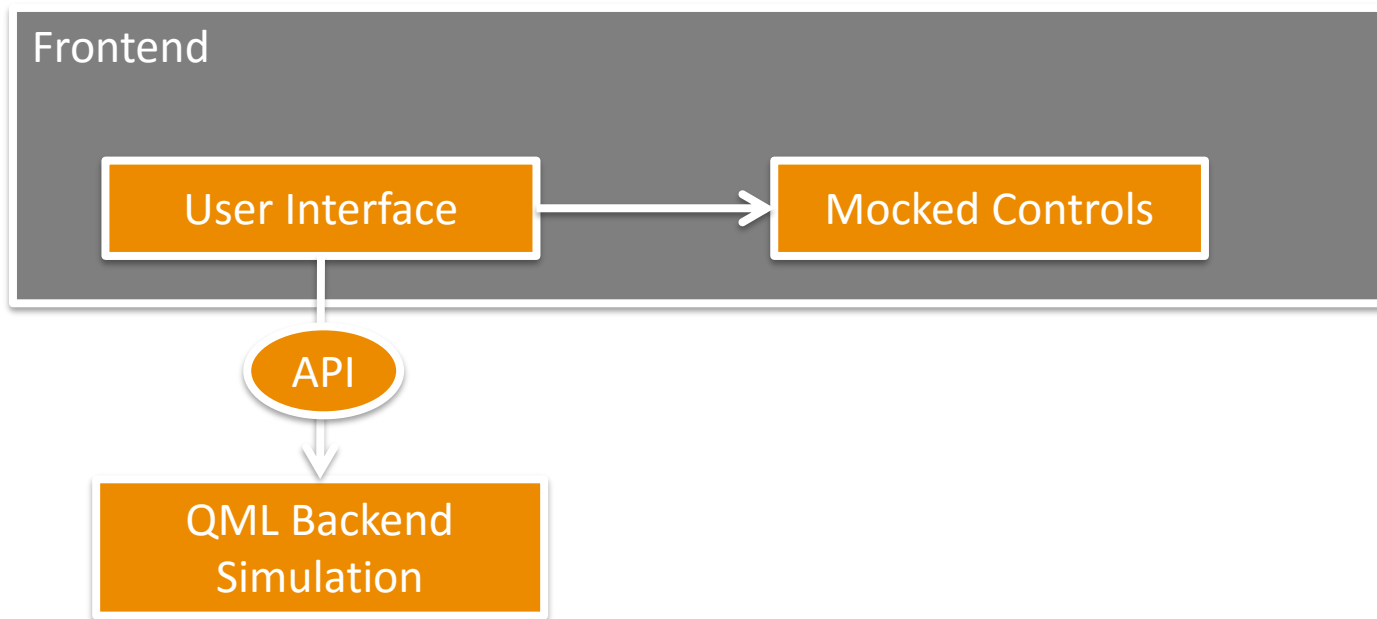 Frontend
User Interface
Mocked Controls
API
QML Backend
Simulation